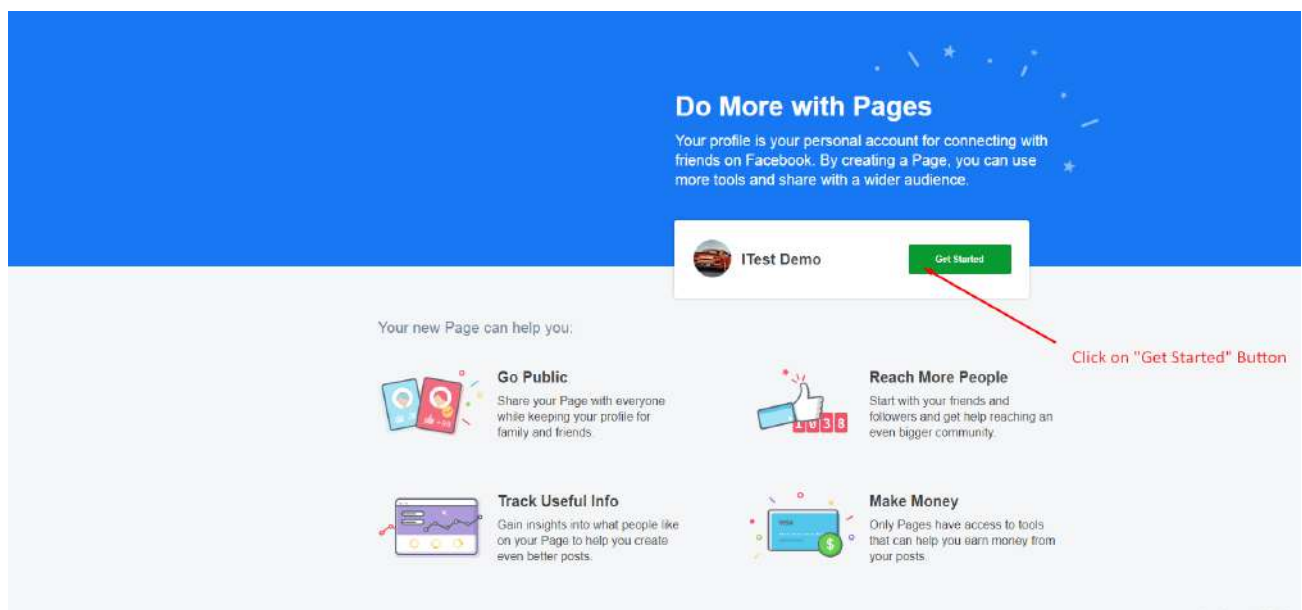 Do More with Pages
Your profile is your personal account for connecting with
friends on Facebook. By creating a Page, you can use
more tools and share with a wider audience.
ITest Demo
Get Started
Click on "Get Started" Button
Your new Page can help you:
Go Public
Share your Page with everyone
while keeping your profile for
family and friends.
Reach More People
Start with your friends and
followers and get help reaching an
even bigger community.
1 0 3 8
Track Useful Info
Gain insights into what people like
on your Page to help you create
even better posts.
Make Money
Only Pages have access to tools
that can help you earn money from
your posts.
VISA
$